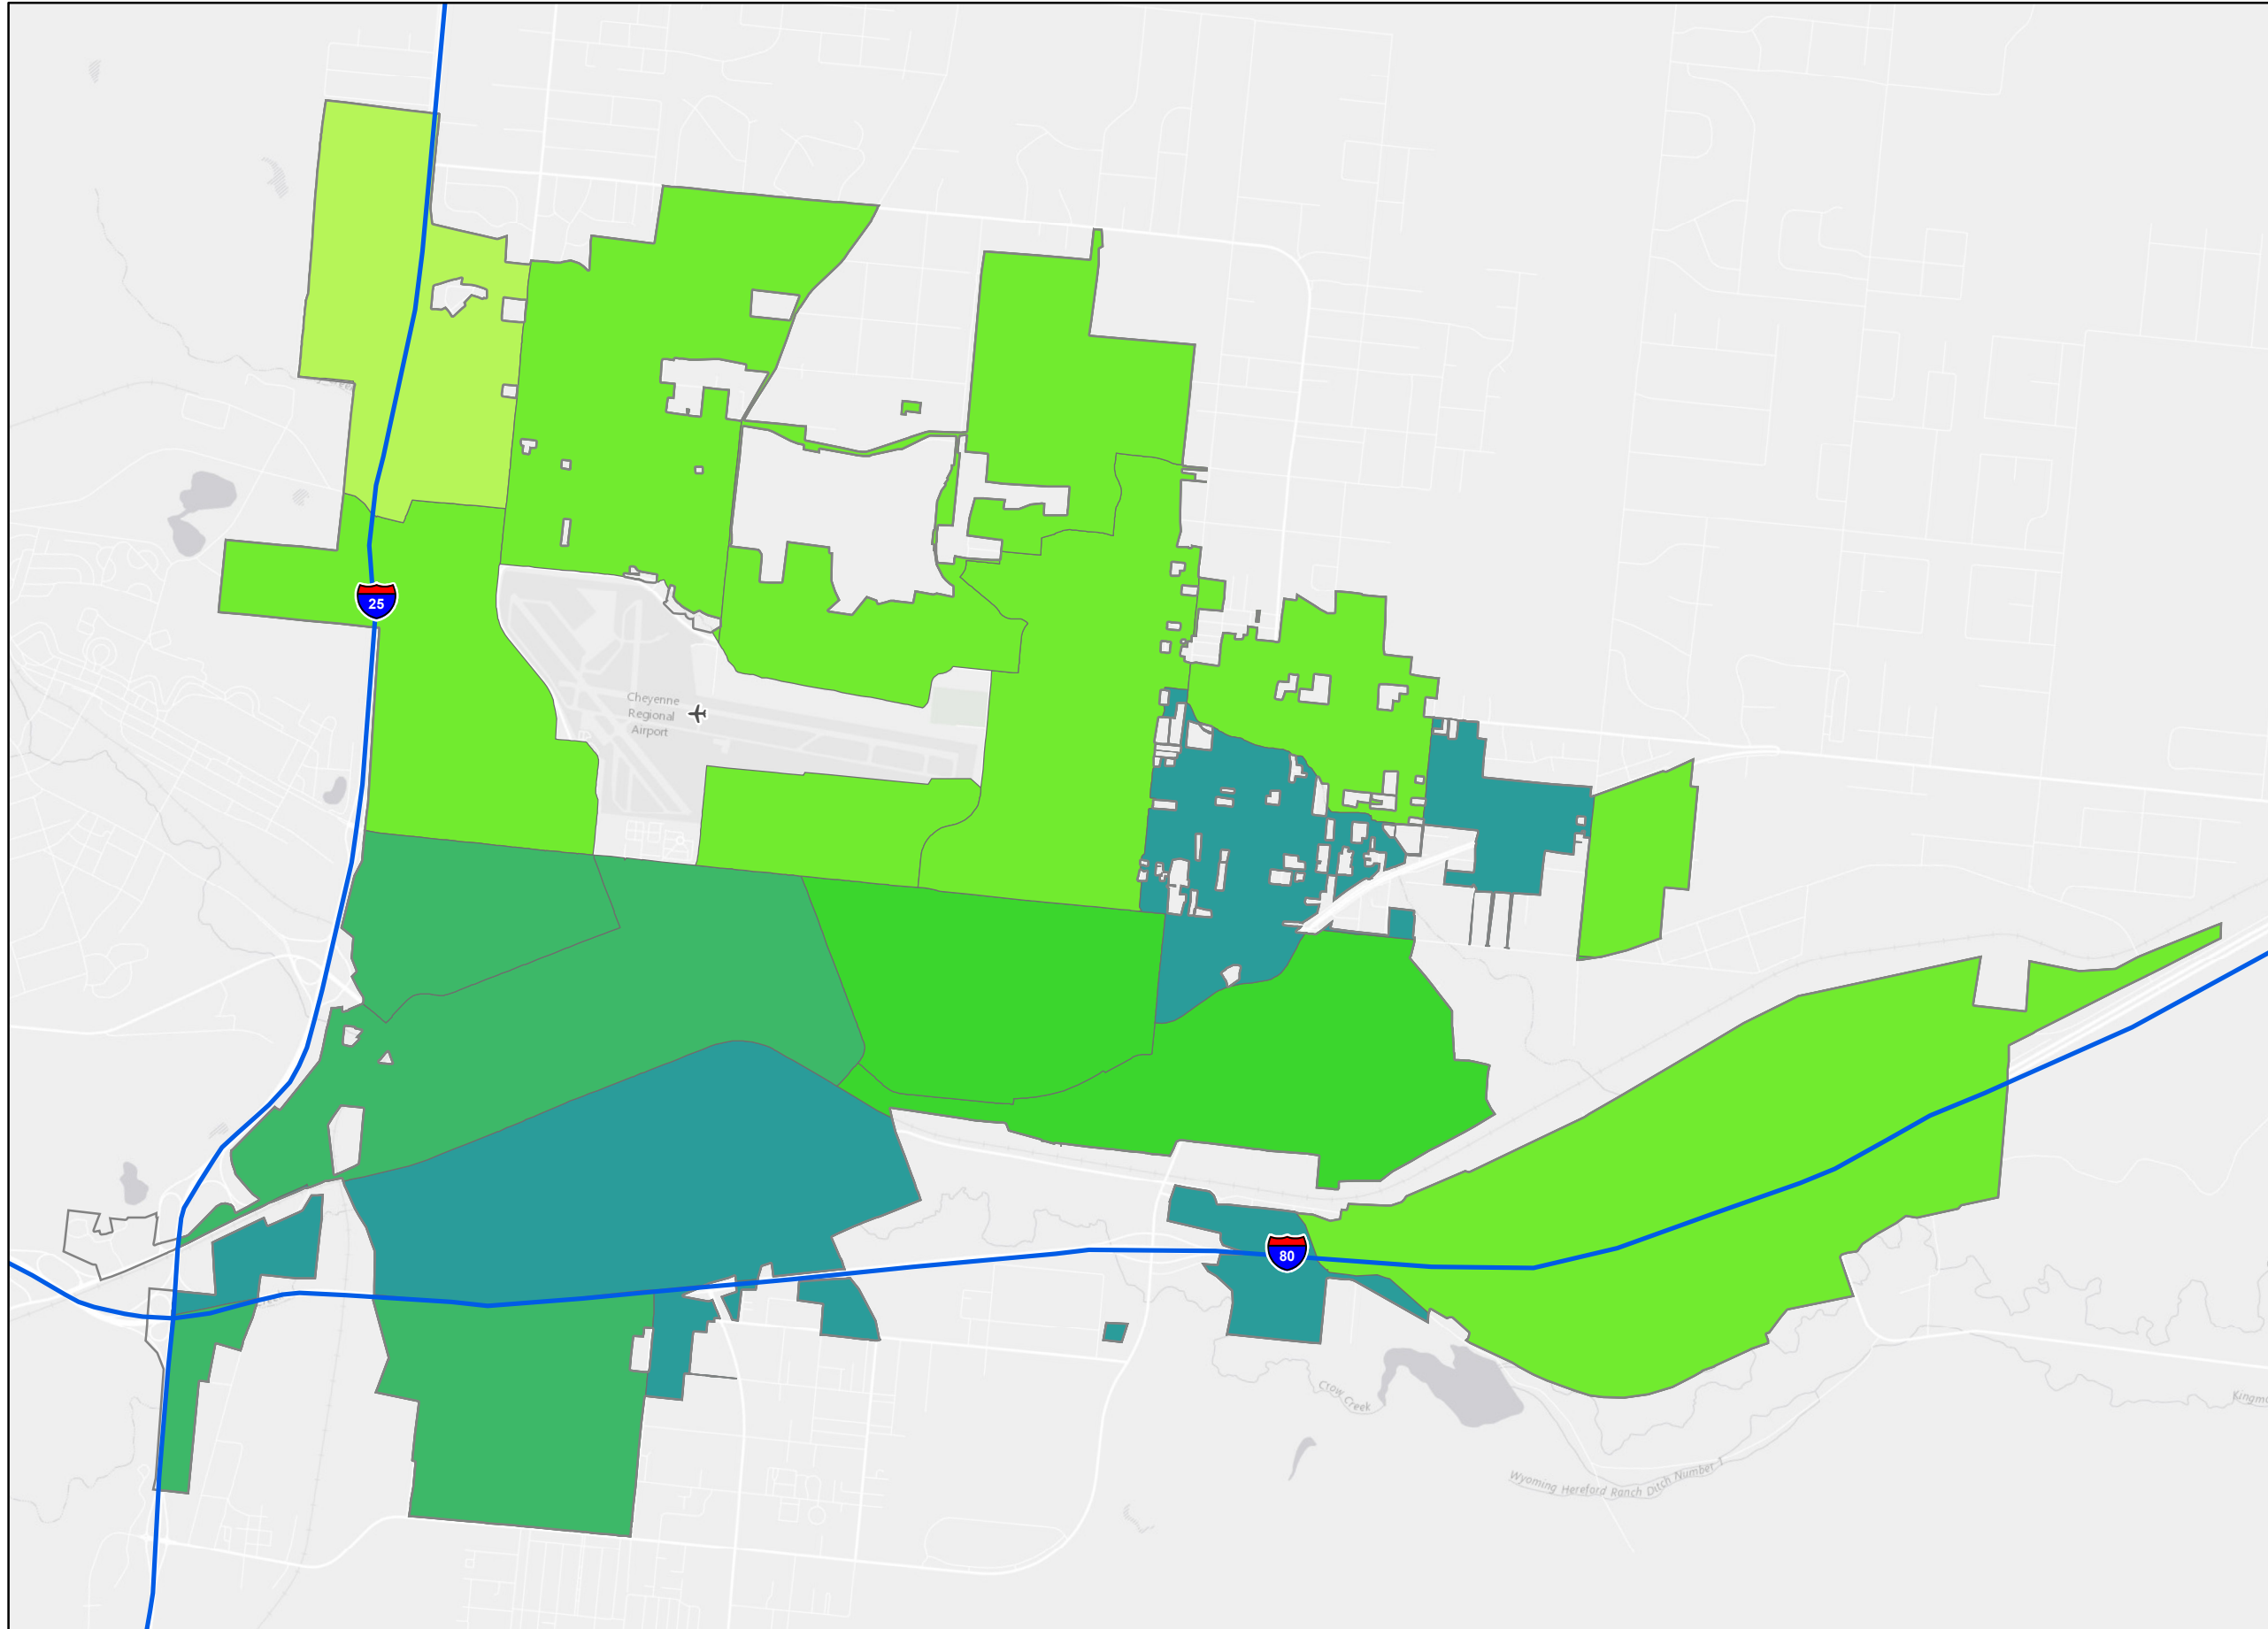 25
Cheyenne
Regional
Airport
80
Crow Creek
Wyoming Hereford Ranch Ditch Number 1